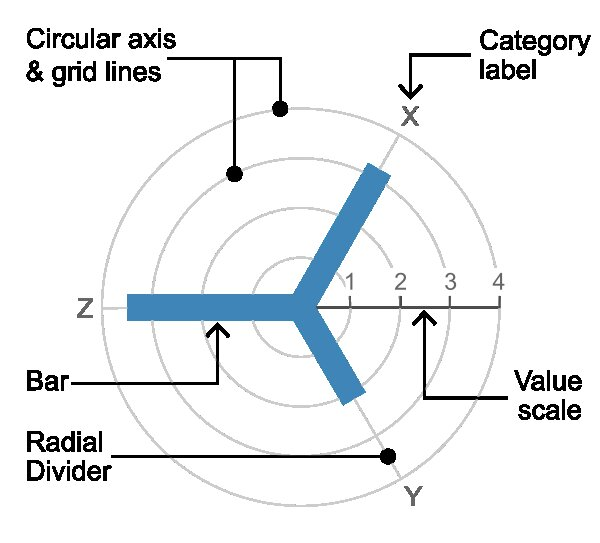 Circular axis
& grid lines
Category
label
X
1 2 3 4
Z
Bar
Value
scale
Radial
Divider
Y